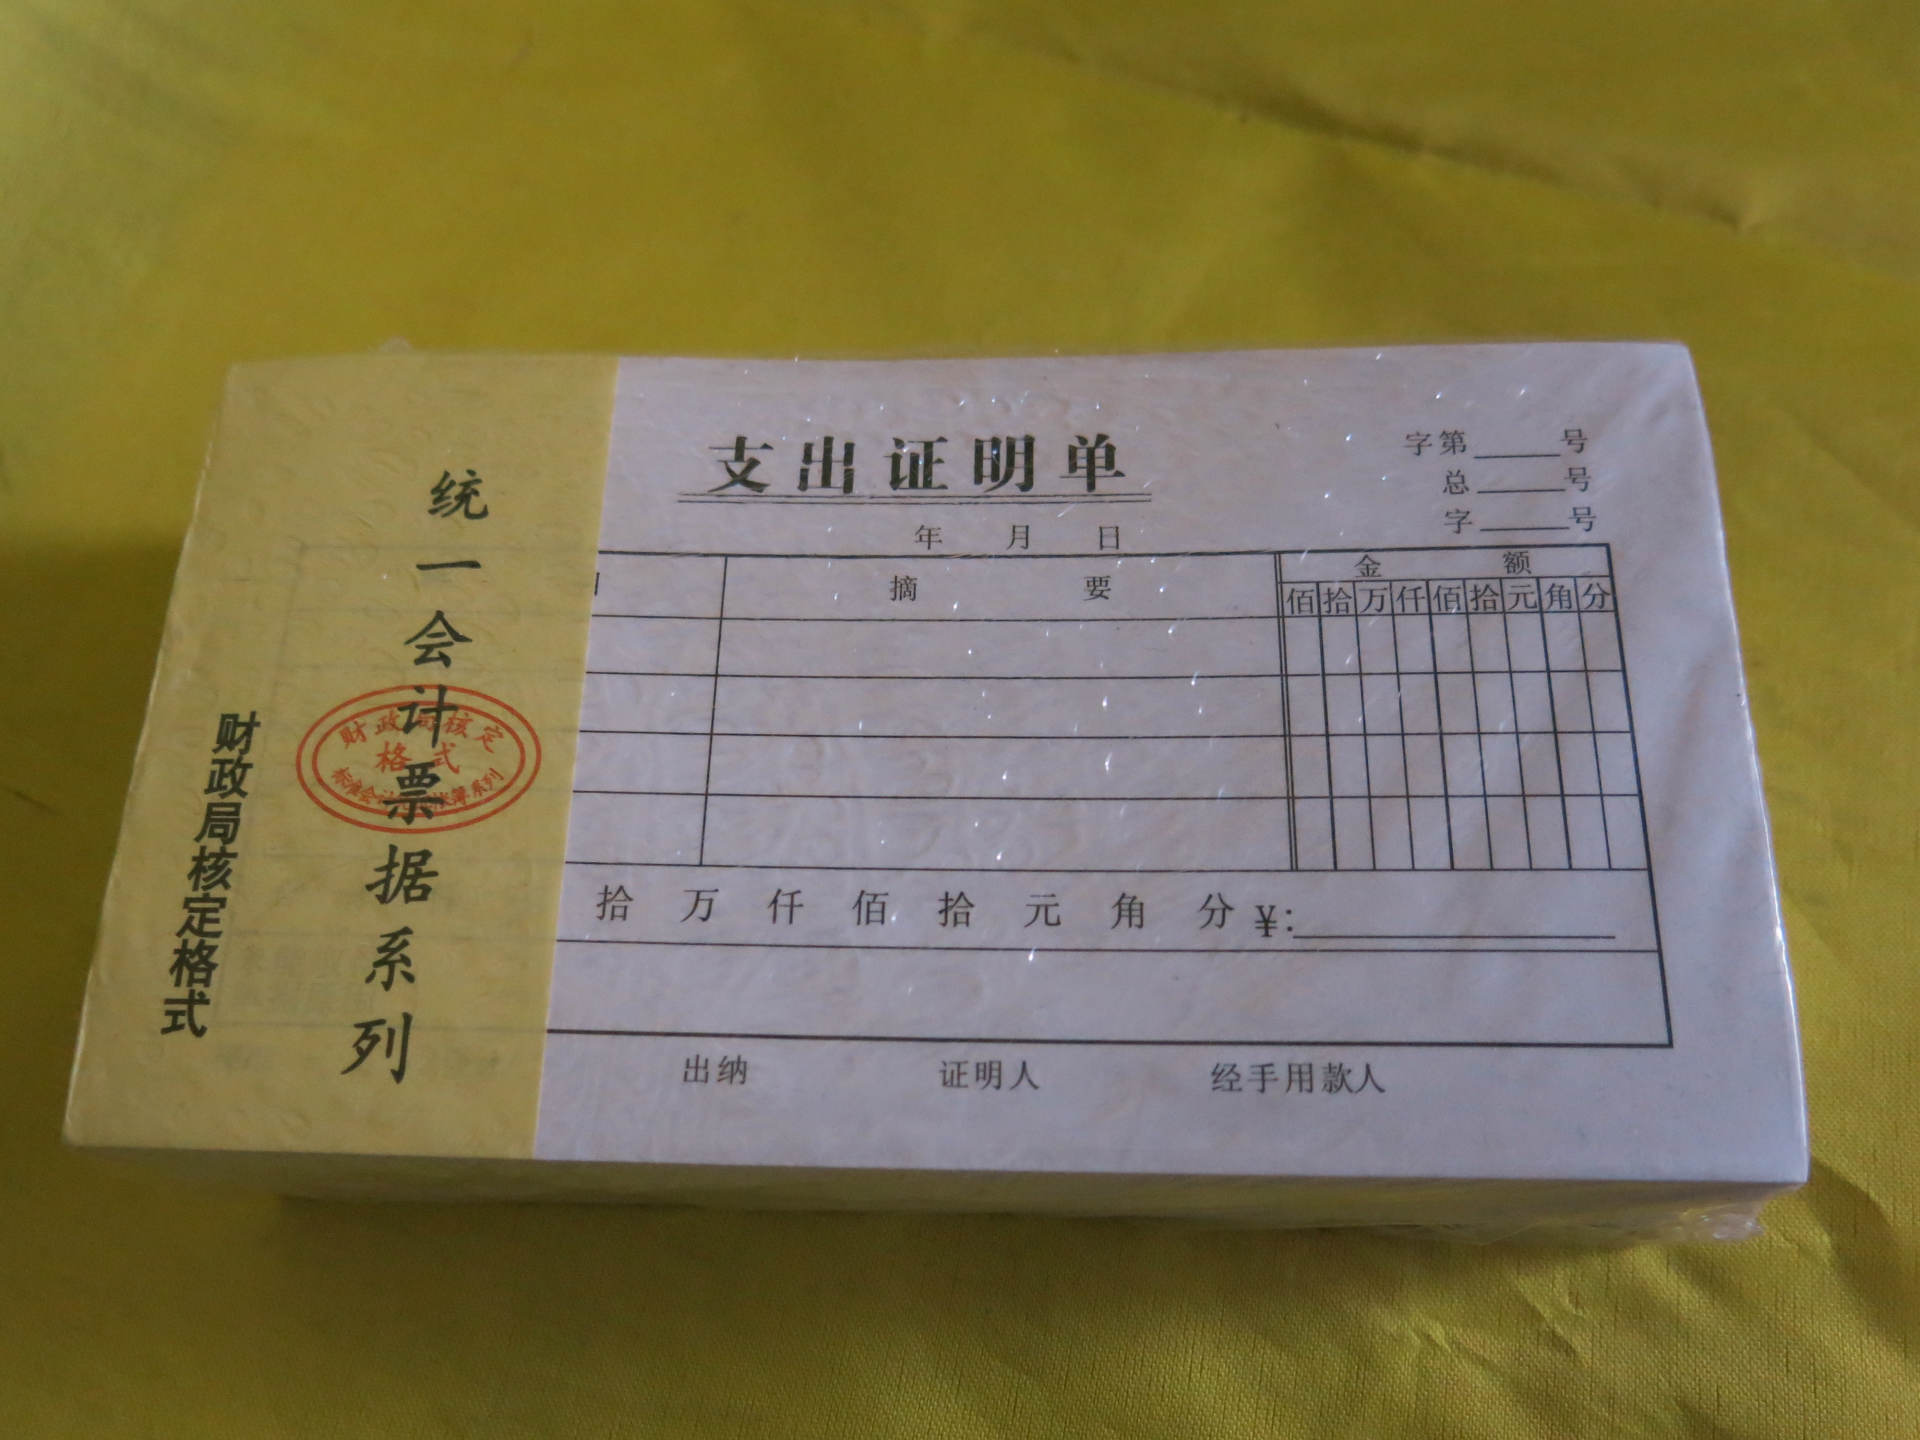 财政局核定格式
统一会计票据系列
财政局核定
格式
支出证明单
字第____号
总____号
字____号
年 月 日
摘 要
金 额
佰 拾 万 仟 佰 拾 元 角 分
拾 万 仟 佰 拾 元 角 分 ¥:
出纳 证明人 经手用款人